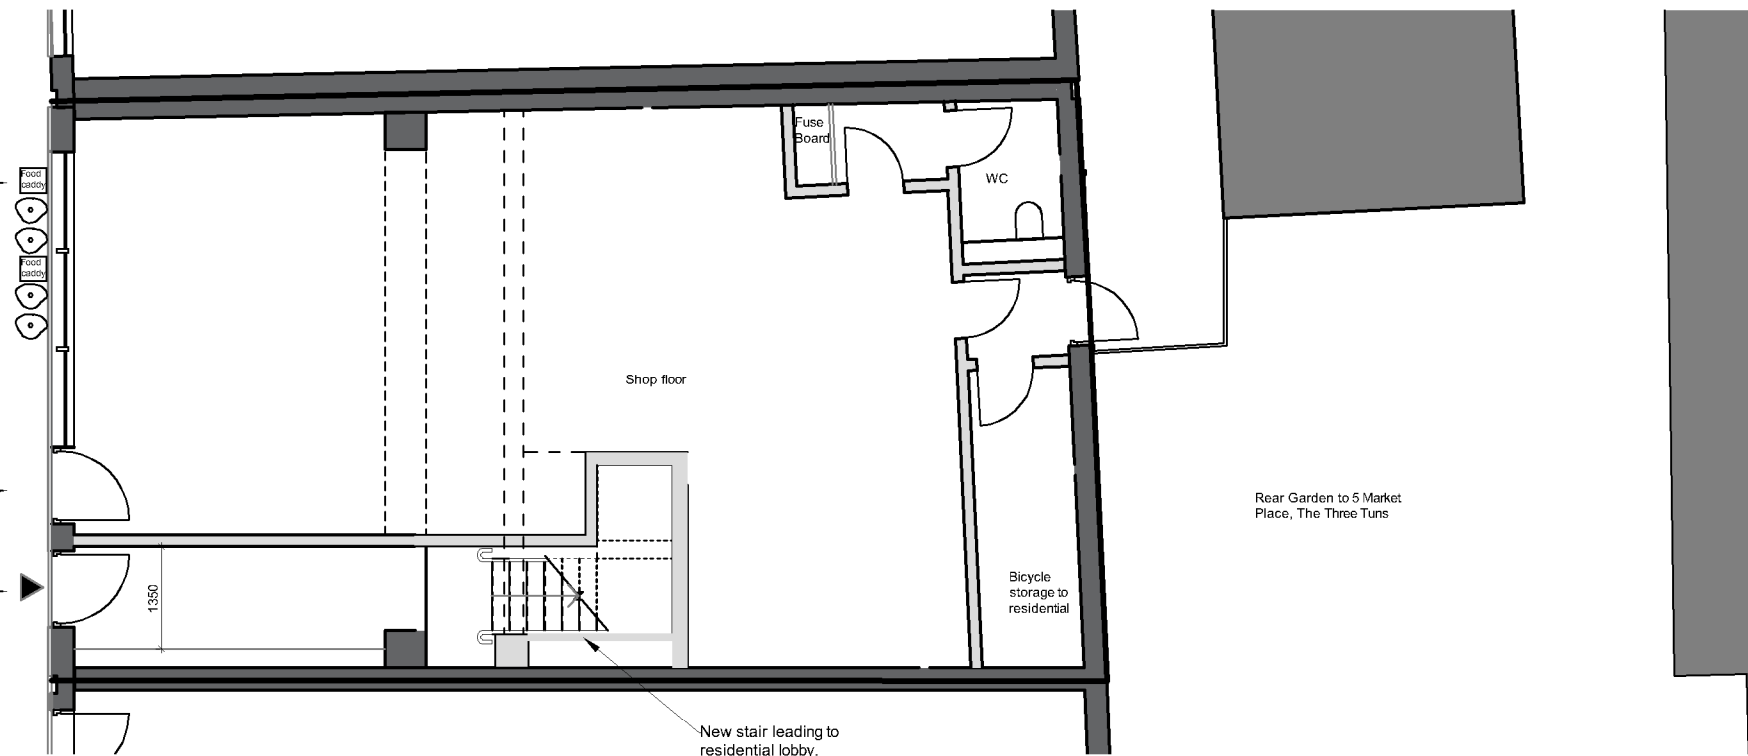 Fuse
Board
Food
caddy
WC
Food
caddy
Shop floor
Rear Garden to 5 Market
Place, The Three Tuns
Bicycle
storage to
residential
1350
New stair leading to
residential lobby.